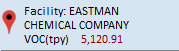 Facility: EASTMAN
CHEMICAL COMPANY
VOC(tpy) 5,120.91